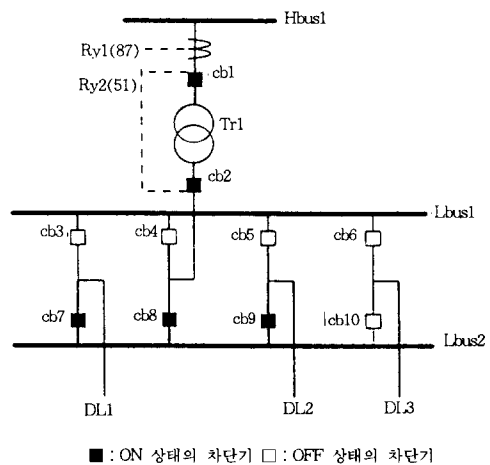 Hbus1
Ry1(87)
cb1
Ry2(51)
Tr1
cb2
Lbus1
cb3 cb4 cb5 cb6
cb7 cb8 cb9 cb10
Lbus2
DL1 DL2 DL3
■ : ON 상태의 차단기 □ : OFF 상태의 차단기